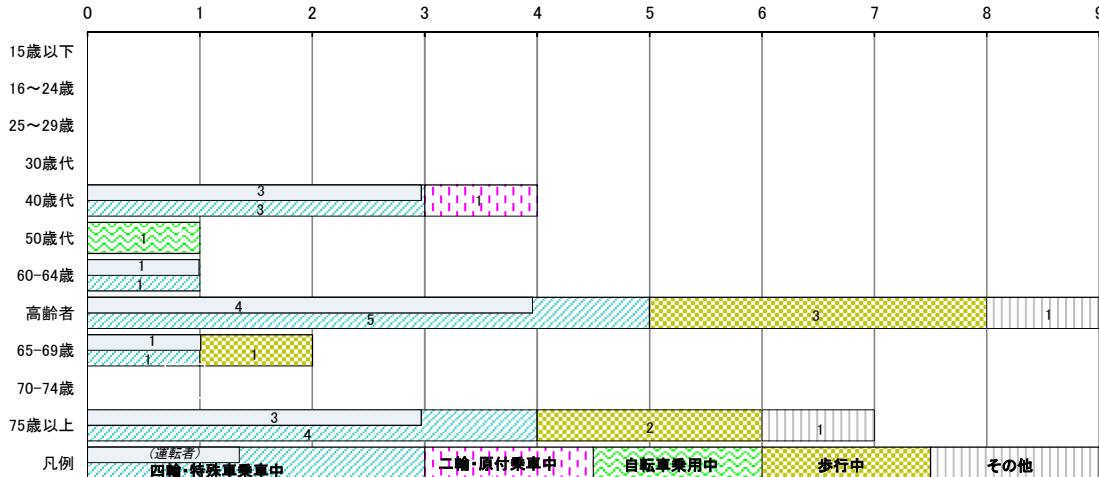 0 1 2 3 4 5 6 7 8 9
15歳以下
16～24歳
25～29歳
30歳代
40歳代 3 1
3
50歳代 1
60-64歳 1
1
高齢者 4 3 1
5
65-69歳 1 1
1
70-74歳
75歳以上 3 2 1
4
凡例 (運転者) 二輪・原付乗車中 自転車乗用中 歩行中 その他
四輪・特殊車乗車中